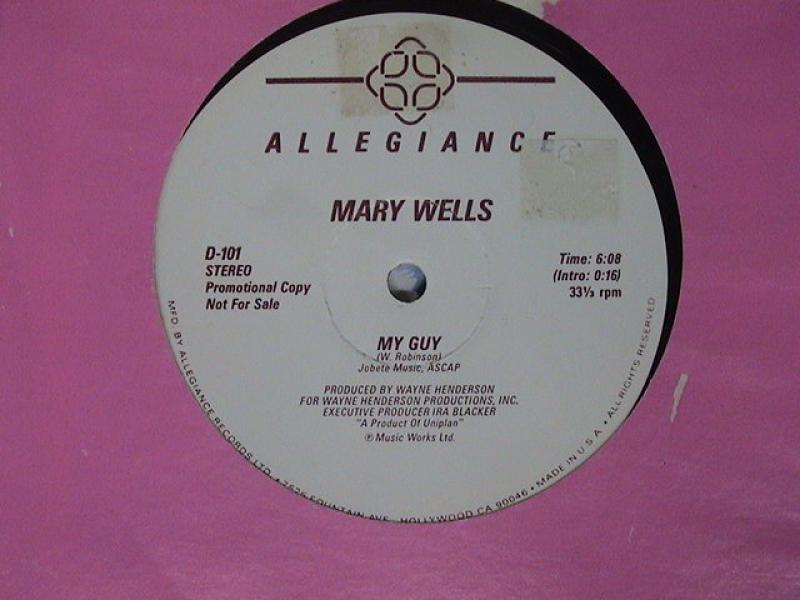 ALLEGIANCE
MARY WELLS
D-101
STEREO
Promotional Copy
Not For Sale
Time: 6:08
(Intro: 0:16)
33⅓ rpm
MY GUY
(W. Robinson)
Jobete Music, ASCAP
PRODUCED BY WAYNE HENDERSON
FOR WAYNE HENDERSON PRODUCTIONS, INC.
EXECUTIVE PRODUCER IRA BLACKER
"A Product Of Uniplan"
℗ Music Works Ltd.
MFD. BY ALLEGIANCE RECORDS LTD. • 7525 FOUNTAIN AVE. HOLLYWOOD CA 90046 • MADE IN U.S.A. • ALL RIGHTS RESERVED